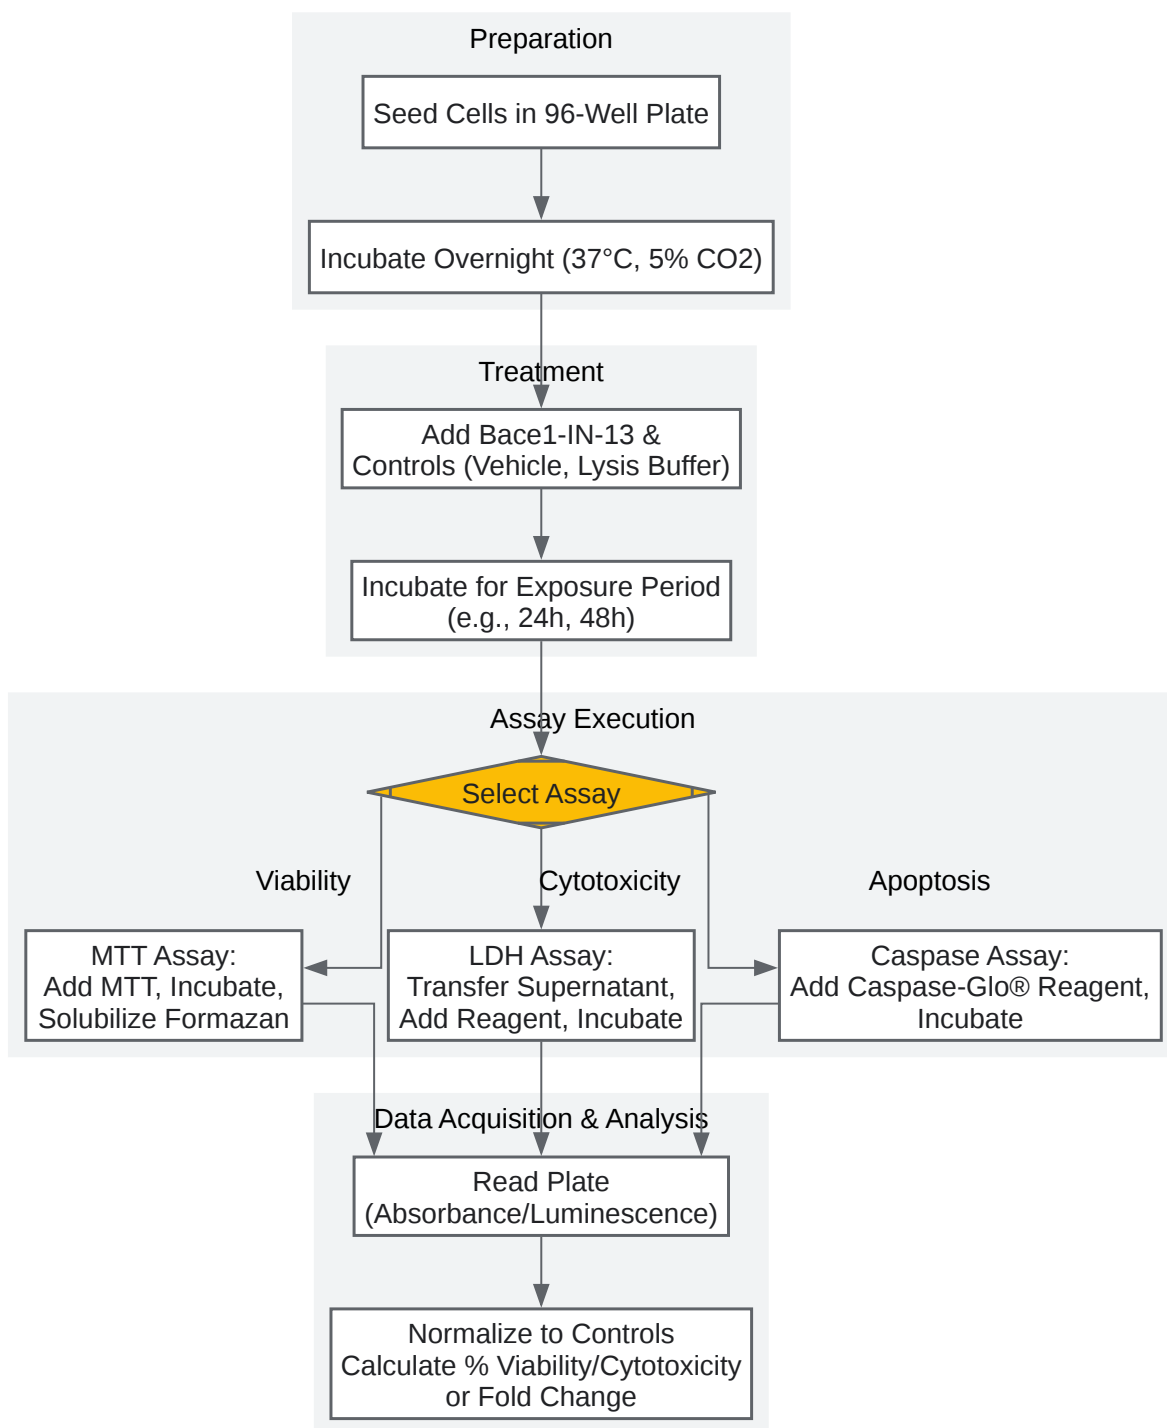 Preparation
Seed Cells in 96-Well Plate
Incubate Overnight (37°C, 5% CO2)
Treatment
Add Bace1-IN-13 &
Controls (Vehicle, Lysis Buffer)
Incubate for Exposure Period
(e.g., 24h, 48h)
Assay Execution
Select Assay
Viability
Cytotoxicity
Apoptosis
MTT Assay:
Add MTT, Incubate,
Solubilize Formazan
LDH Assay:
Transfer Supernatant,
Add Reagent, Incubate
Caspase Assay:
Add Caspase-Glo® Reagent,
Incubate
Data Acquisition & Analysis
Read Plate
(Absorbance/Luminescence)
Normalize to Controls
Calculate % Viability/Cytotoxicity
or Fold Change